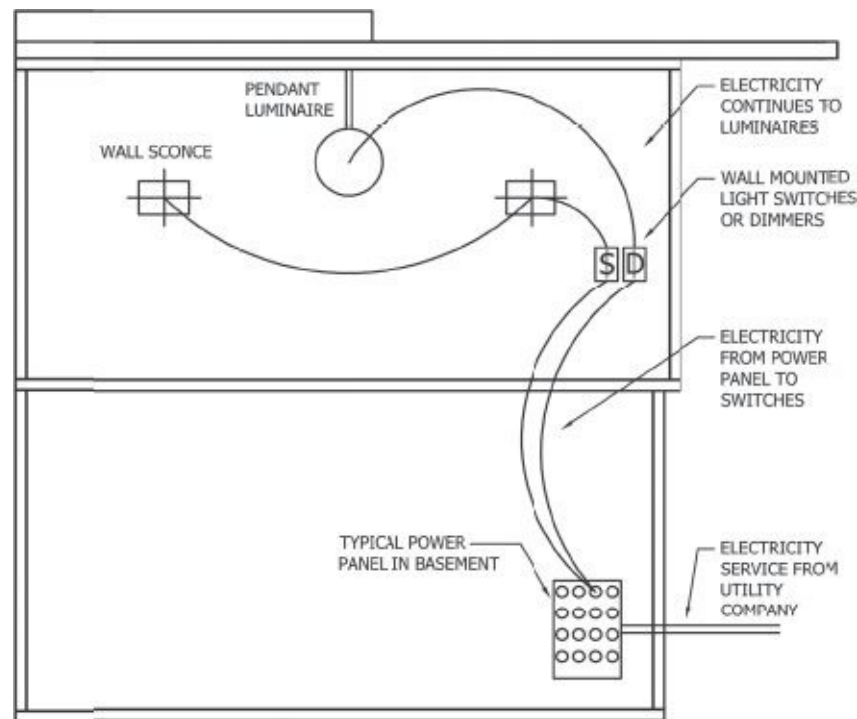 PENDANT
LUMINAIRE
WALL SCONCE
ELECTRICITY
CONTINUES TO
LUMINAIRES
WALL MOUNTED
LIGHT SWITCHES
OR DIMMERS
S D
ELECTRICITY
FROM POWER
PANEL TO
SWITCHES
TYPICAL POWER
PANEL IN BASEMENT
ELECTRICITY
SERVICE FROM
UTILITY
COMPANY